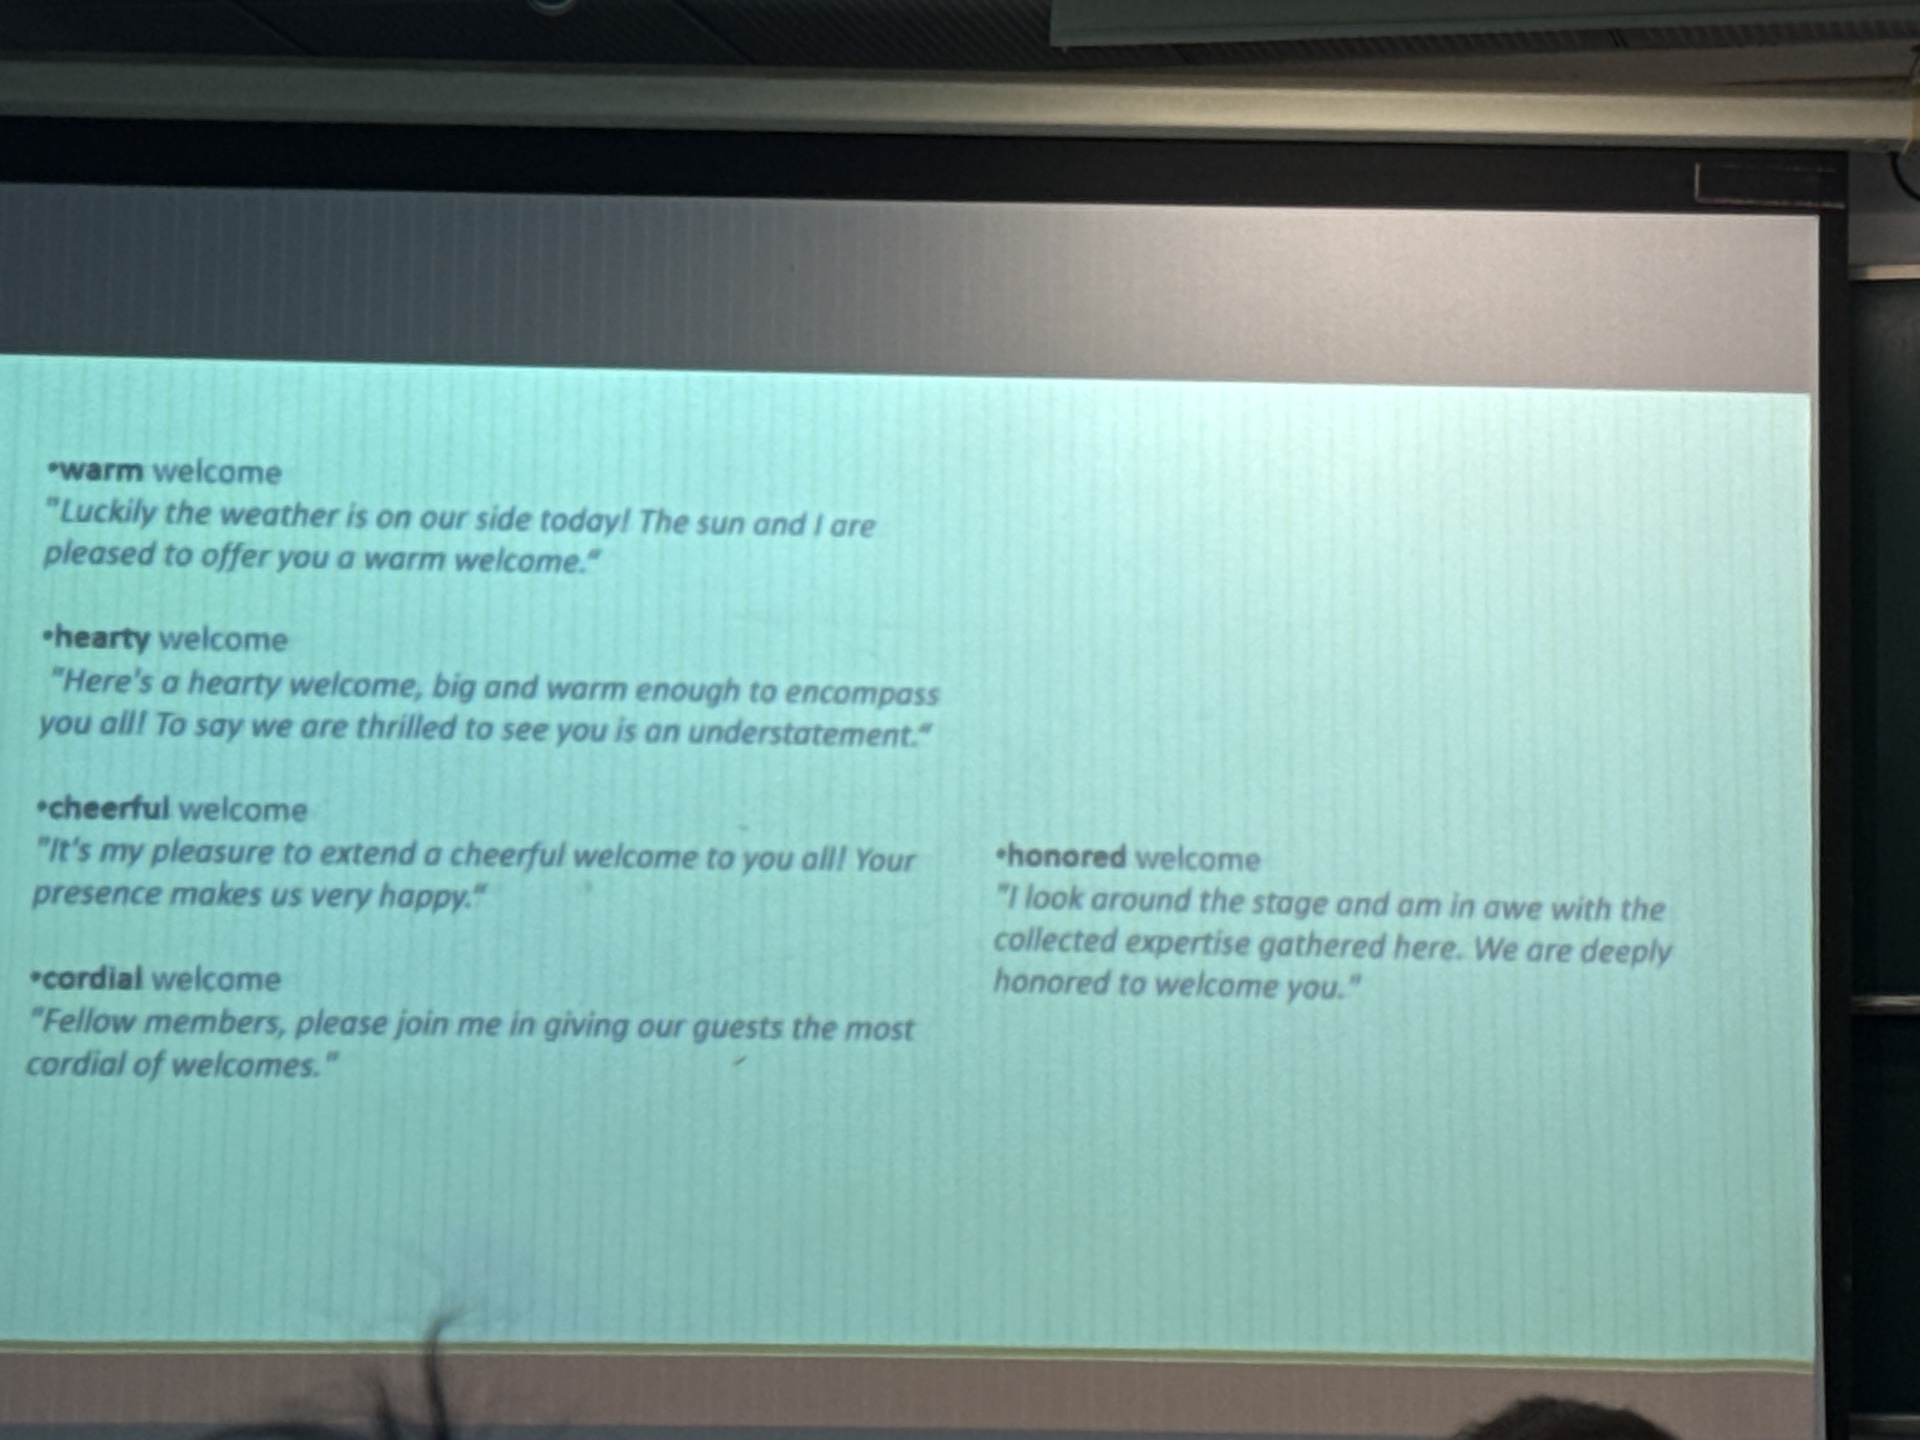 •warm welcome
"Luckily the weather is on our side today! The sun and I are
pleased to offer you a warm welcome."
•hearty welcome
"Here's a hearty welcome, big and warm enough to encompass
you all! To say we are thrilled to see you is an understatement."
•cheerful welcome
"It's my pleasure to extend a cheerful welcome to you all! Your
presence makes us very happy."
•cordial welcome
"Fellow members, please join me in giving our guests the most
cordial of welcomes."
•honored welcome
"I look around the stage and am in awe with the
collected expertise gathered here. We are deeply
honored to welcome you."